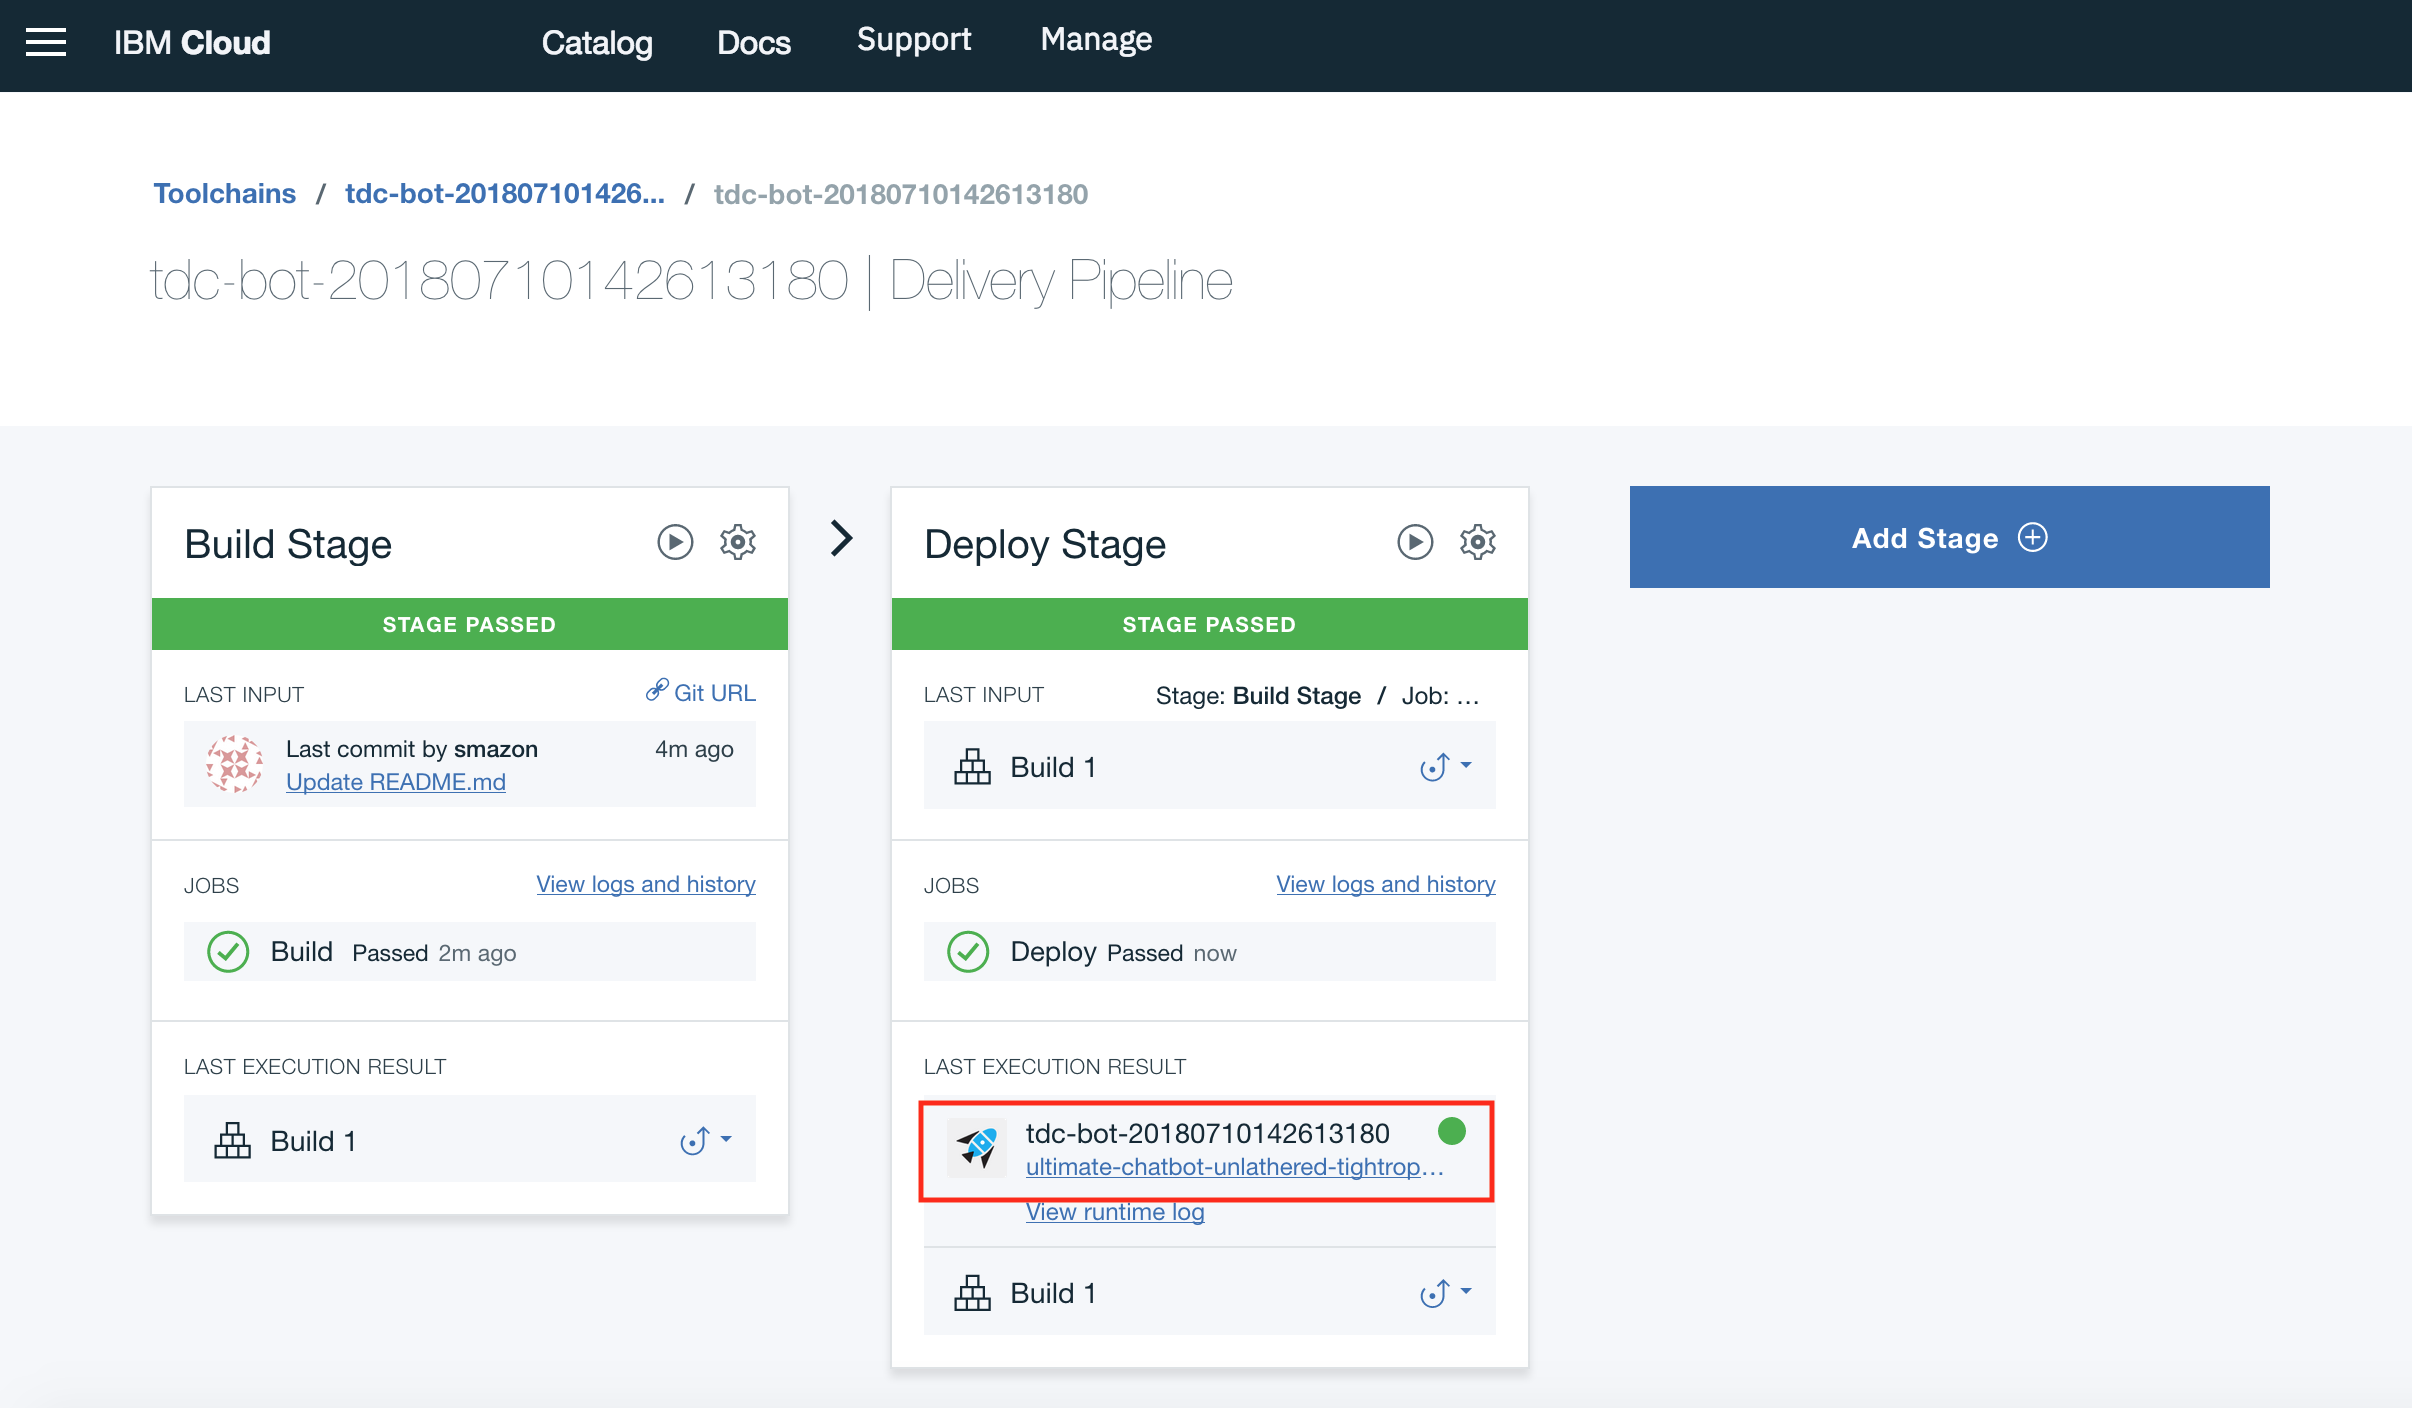 IBM Cloud
Catalog
Docs
Support
Manage
Toolchains / tdc-bot-201807101426... / tdc-bot-20180710142613180
tdc-bot-20180710142613180 | Delivery Pipeline
Build Stage
STAGE PASSED
LAST INPUT
Git URL
Last commit by smazon
4m ago
Update README.md
JOBS
View logs and history
Build Passed 2m ago
LAST EXECUTION RESULT
Build 1
Deploy Stage
STAGE PASSED
LAST INPUT
Stage: Build Stage / Job: ...
Build 1
JOBS
View logs and history
Deploy Passed now
LAST EXECUTION RESULT
tdc-bot-20180710142613180
ultimate-chatbot-unlathered-tightrop...
View runtime log
Build 1
Add Stage